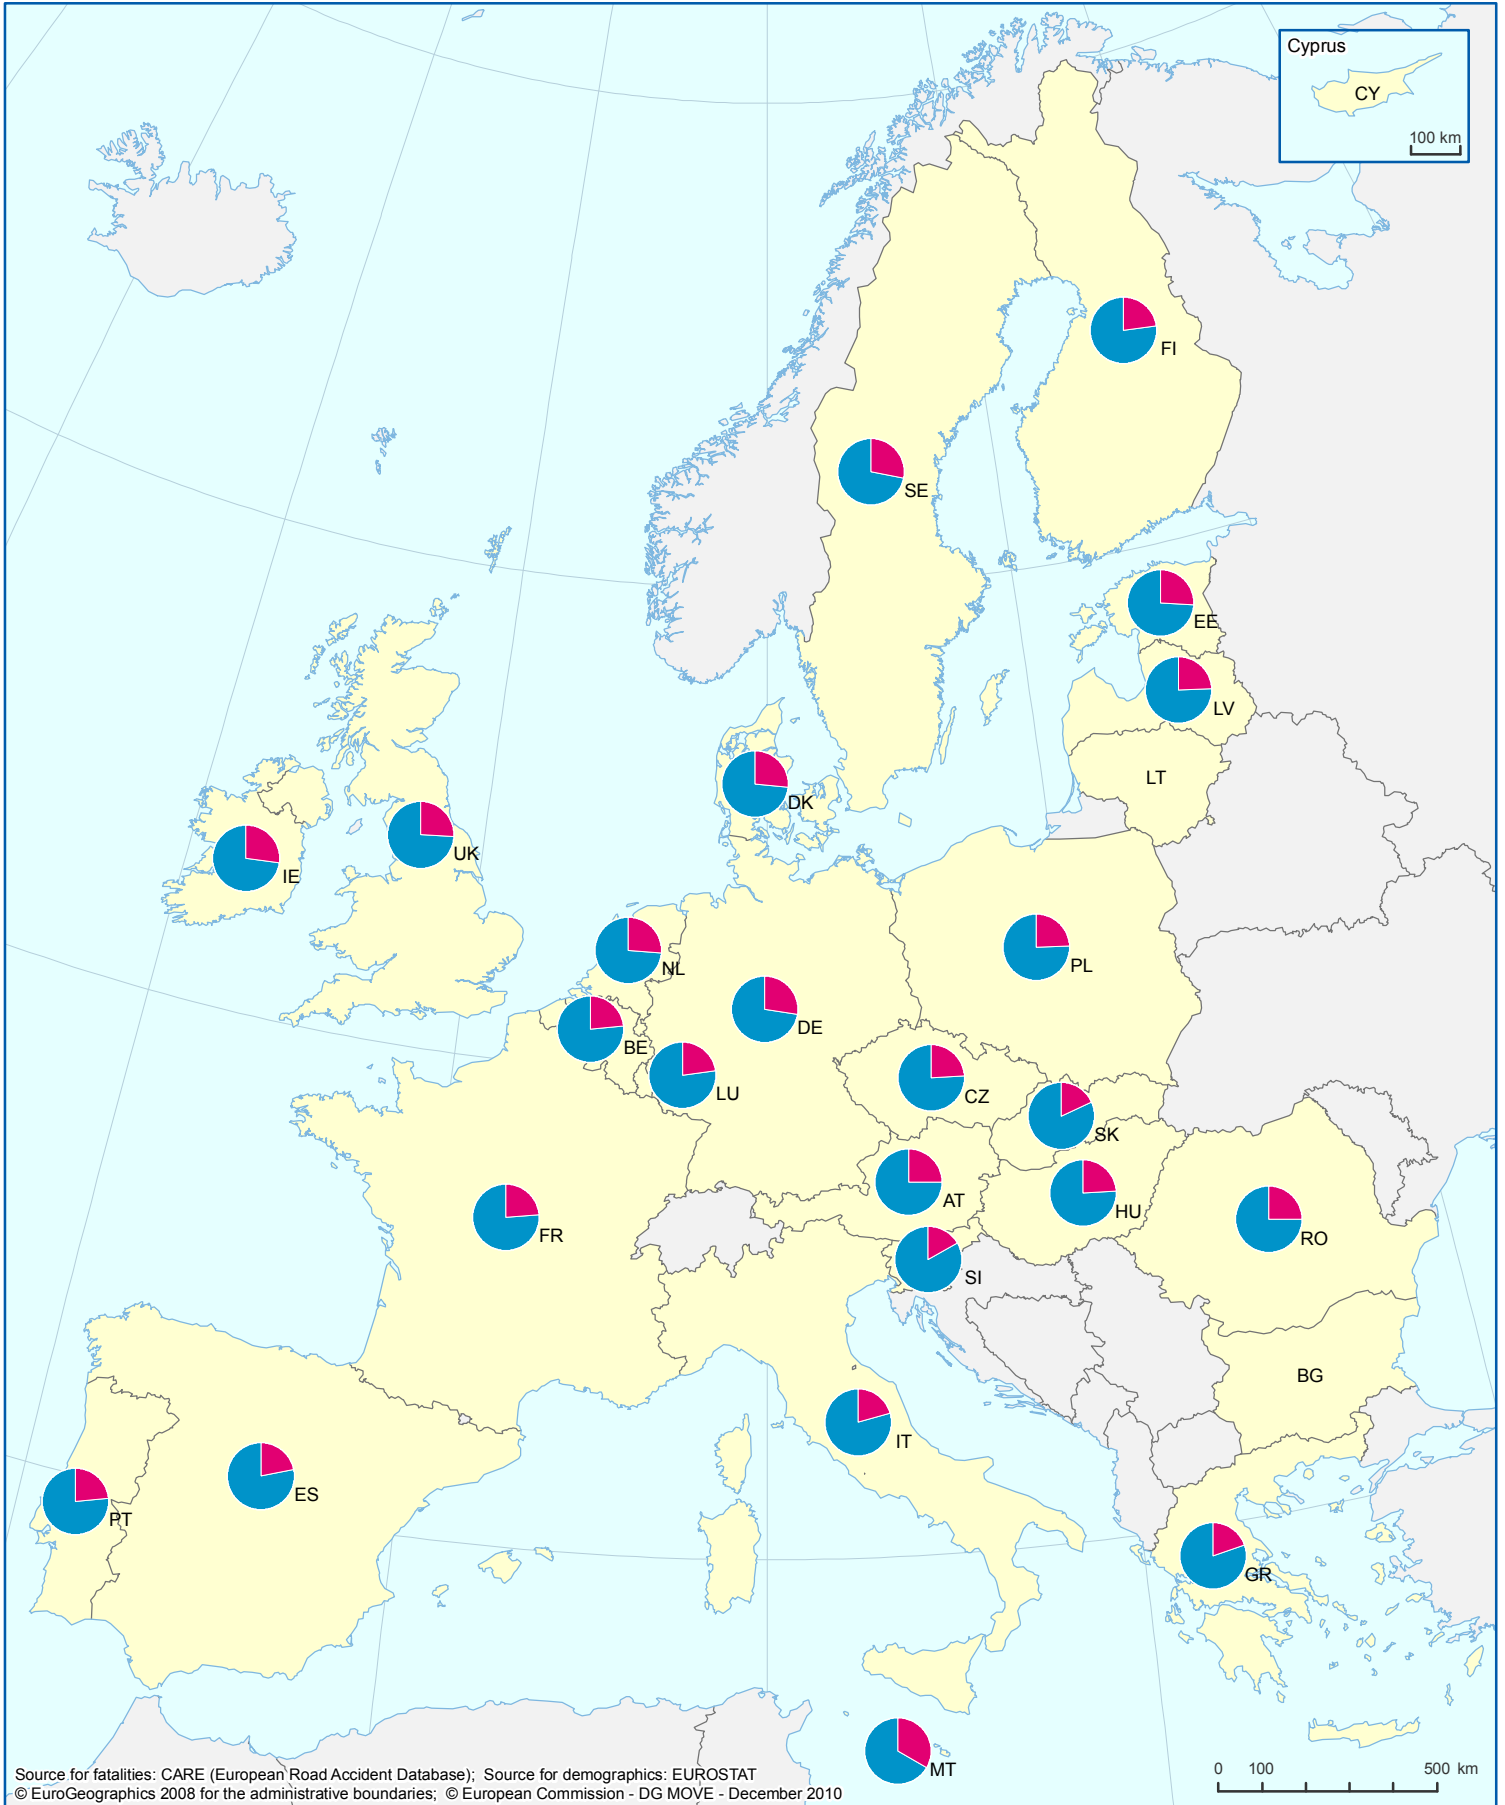 Cyprus
CY
100 km
FI
SE
EE
LV
LT
DK
UK
IE
NL
PL
DE
BE
LU
CZ
SK
AT
HU
FR
RO
SI
BG
IT
ES
PT
GR
MT
0 100 500 km
Source for fatalities: CARE (European Road Accident Database); Source for demographics: EUROSTAT
© EuroGeographics 2008 for the administrative boundaries; © European Commission - DG MOVE - December 2010